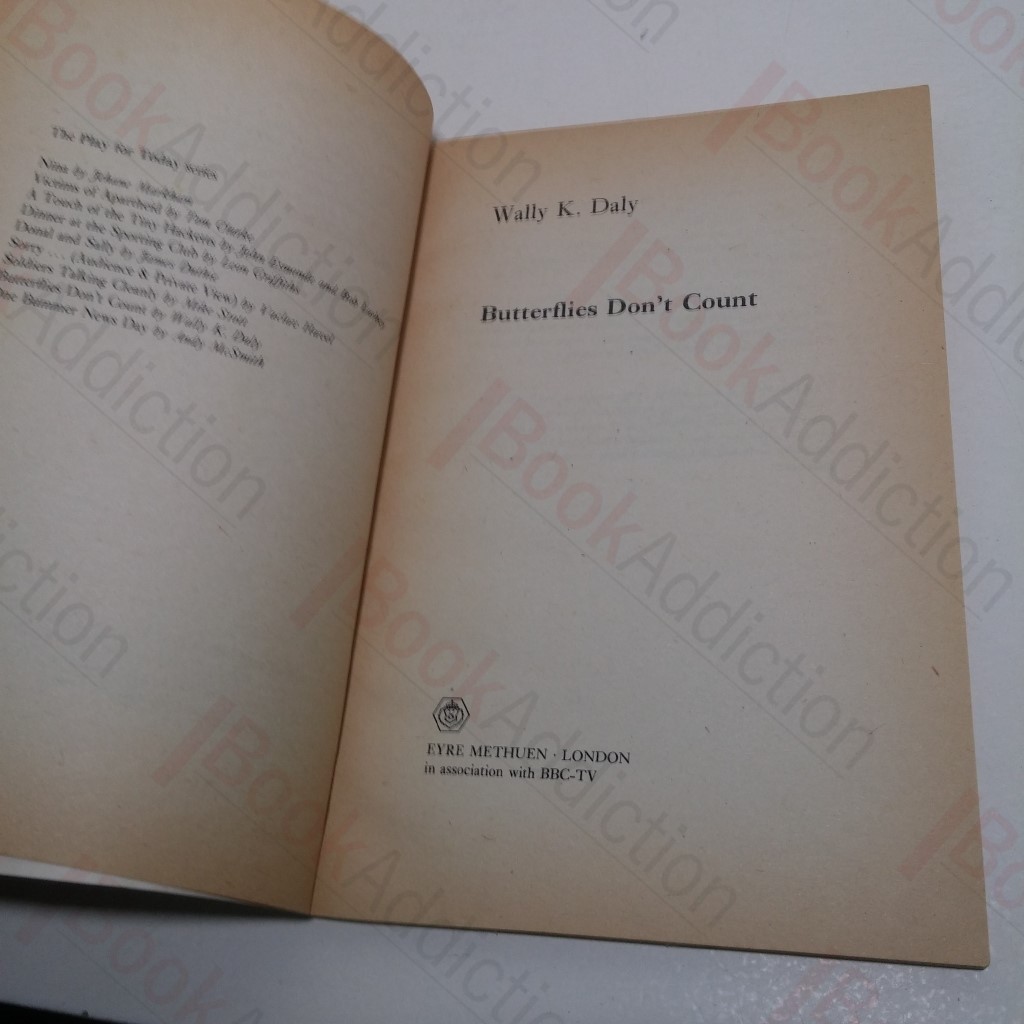 The Play for Today series
Nina by Jehane Markham
Victims of Apartheid by Tom Clarke
A Touch of the Tiny Hacketts by John Esmonde and Bob Larbey
Dinner at the Sporting Club by Leon Griffiths
Donal and Sally by James Duthie
Sorry . . . (Audience & Private View) by Vaclav Havel
Soldiers Talking Cleanly by Mike Stott
Butterflies Don't Count by Wally K. Daly
One Bummer News Day by Andy McSmith
Wally K. Daly
Butterflies Don't Count
EYRE METHUEN · LONDON
in association with BBC-TV
BookAddiction